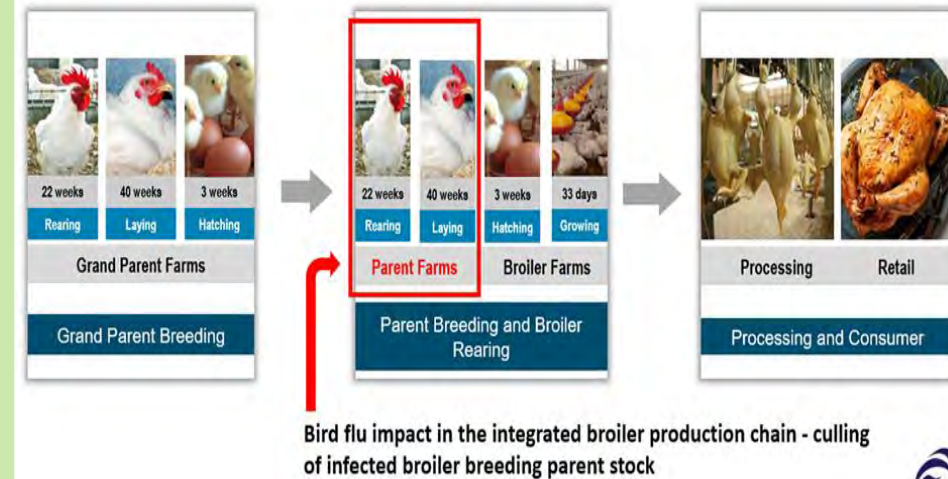 22 weeks 40 weeks 3 weeks
Rearing Laying Hatching
Grand Parent Farms
Grand Parent Breeding
22 weeks 40 weeks 3 weeks 33 days
Rearing Laying Hatching Growing
Parent Farms Broiler Farms
Parent Breeding and Broiler
Rearing
Processing Retail
Processing and Consumer
Bird flu impact in the integrated broiler production chain - culling
of infected broiler breeding parent stock